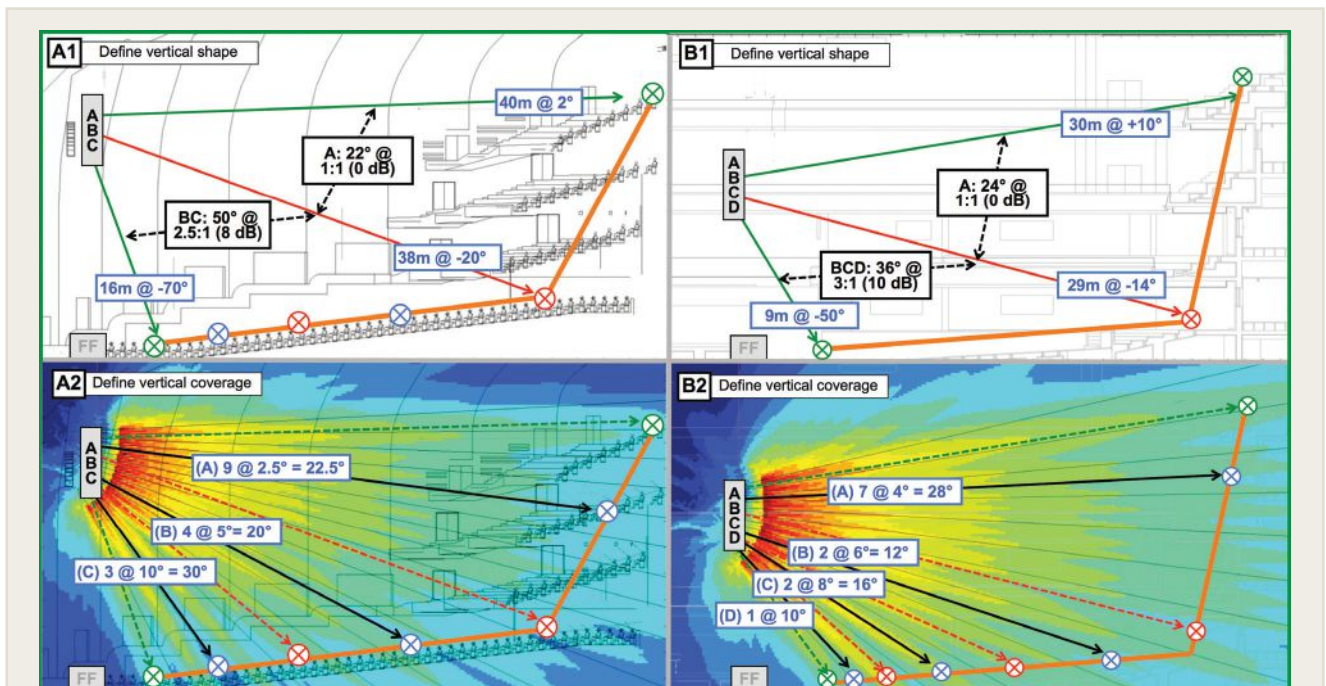 A1 Define vertical shape
A
B
C
40m @ 2°
A: 22° @
1:1 (0 dB)
BC: 50° @
2.5:1 (8 dB)
38m @ -20°
16m @ -70°
FF
B1 Define vertical shape
A
B
C
D
30m @ +10°
A: 24° @
1:1 (0 dB)
BCD: 36° @
3:1 (10 dB)
29m @ -14°
9m @ -50°
FF
A2 Define vertical coverage
A
B
C
(A) 9 @ 2.5° = 22.5°
(B) 4 @ 5°= 20°
(C) 3 @ 10° = 30°
FF
B2 Define vertical coverage
A
B
C
D
(A) 7 @ 4° = 28°
(B) 2 @ 6°= 12°
(C) 2 @ 8° = 16°
(D) 1 @ 10°
FF